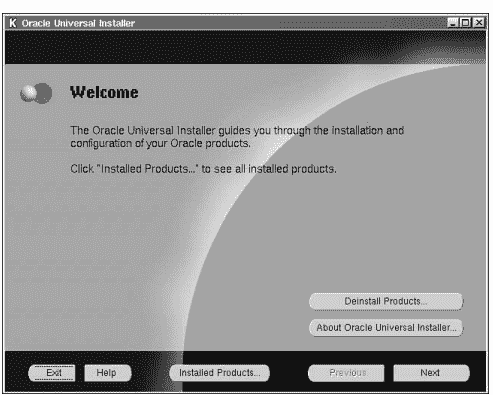 K Oracle Universal Installer
Welcome
The Oracle Universal Installer guides you through the installation and
configuration of your Oracle products.
Click "Installed Products..." to see all installed products.
Deinstall Products...
About Oracle Universal Installer...
Exit Help Installed Products... Previous Next